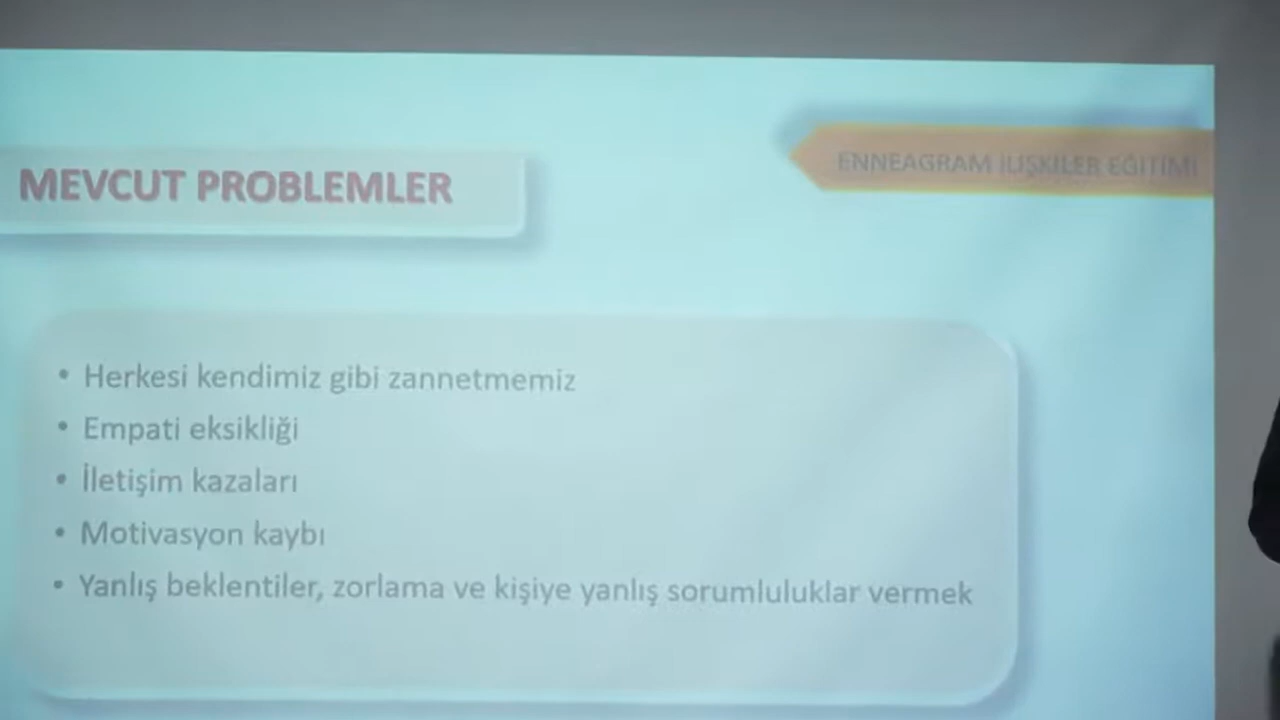 ENNEAGRAM İLİŞKİLER EĞİTİMİ
MEVCUT PROBLEMLER
• Herkesi kendimiz gibi zannetmemiz
• Empati eksikliği
• İletişim kazaları
• Motivasyon kaybı
• Yanlış beklentiler, zorlama ve kişiye yanlış sorumluluklar vermek